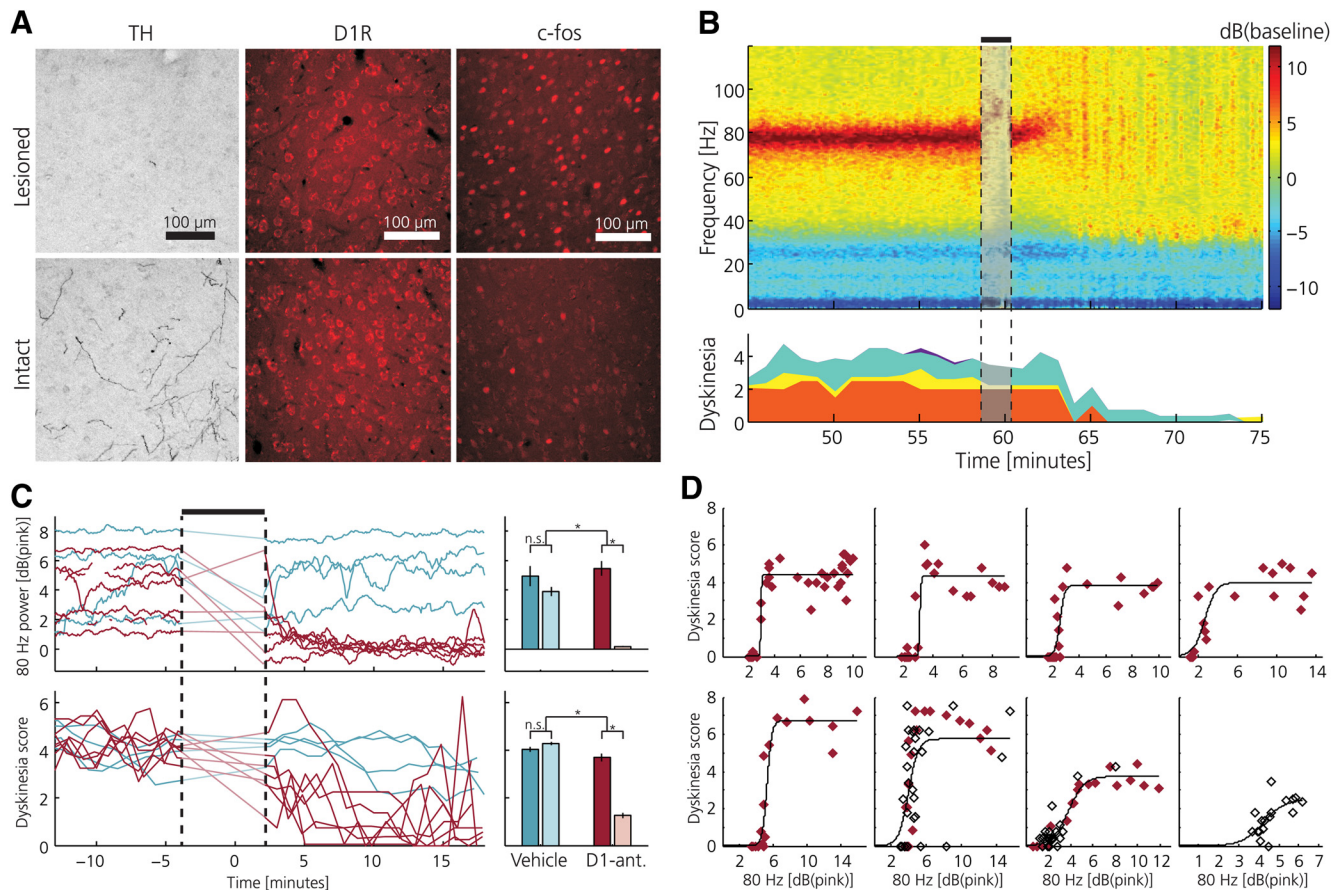 A
TH
D1R
c-fos
Lesioned
100 µm
100 µm
100 µm
Intact
B
dB(baseline)
Frequency [Hz]
100
80
60
40
20
0
10
5
0
−5
−10
Dyskinesia
4
2
0
50
55
60
65
70
75
Time [minutes]
C
80 Hz power [dB(pink)]
8
6
4
2
0
n.s.
*
*
Dyskinesia score
6
4
2
0
n.s.
*
*
−10
−5
0
5
10
15
Time [minutes]
Vehicle
D1-ant.
D
Dyskinesia score
8
6
4
2
0
2 4 6 8 10
2 4 6 8
2 4 6 8 10
2 6 10 14
Dyskinesia score
8
6
4
2
0
2 6 10 14
2 6 10 14
2 4 6 8 10 12
1 2 3 4 5 6 7
80 Hz [dB(pink)]
80 Hz [dB(pink)]
80 Hz [dB(pink)]
80 Hz [dB(pink)]